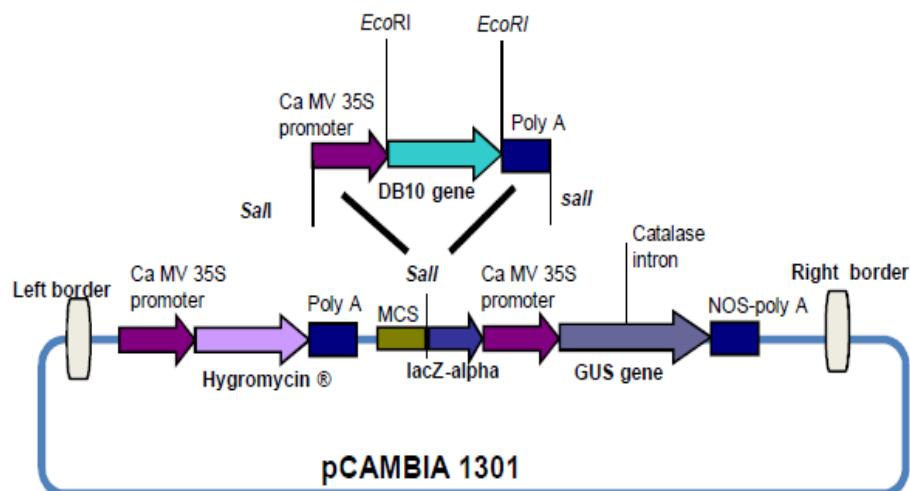 EcoRI
EcoRI
Ca MV 35S
promoter
Poly A
DB10 gene
SalI
salI
Catalase
intron
SalI
Left border
Ca MV 35S
promoter
Poly A
MCS
Ca MV 35S
promoter
NOS-poly A
Right border
Hygromycin ®
lacZ-alpha
GUS gene
pCAMBIA 1301